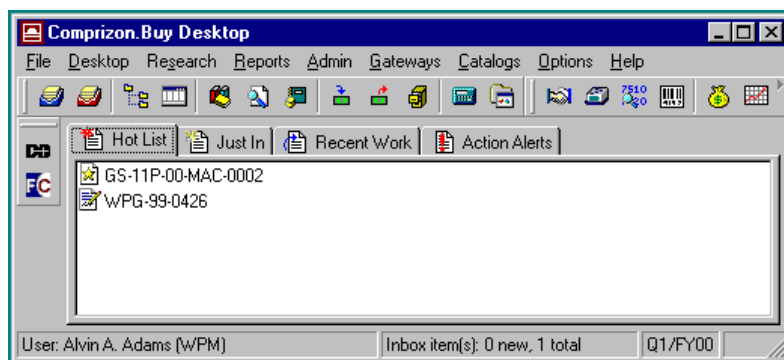 Comprizon.Buy Desktop
File Desktop Research Reports Admin Gateways Catalogs Options Help
7510
20
Hot List Just In Recent Work Action Alerts
FC
GS-11P-00-MAC-0002
WPG-99-0426
User: Alvin A. Adams (WPM) Inbox item(s): 0 new, 1 total Q1/FY00